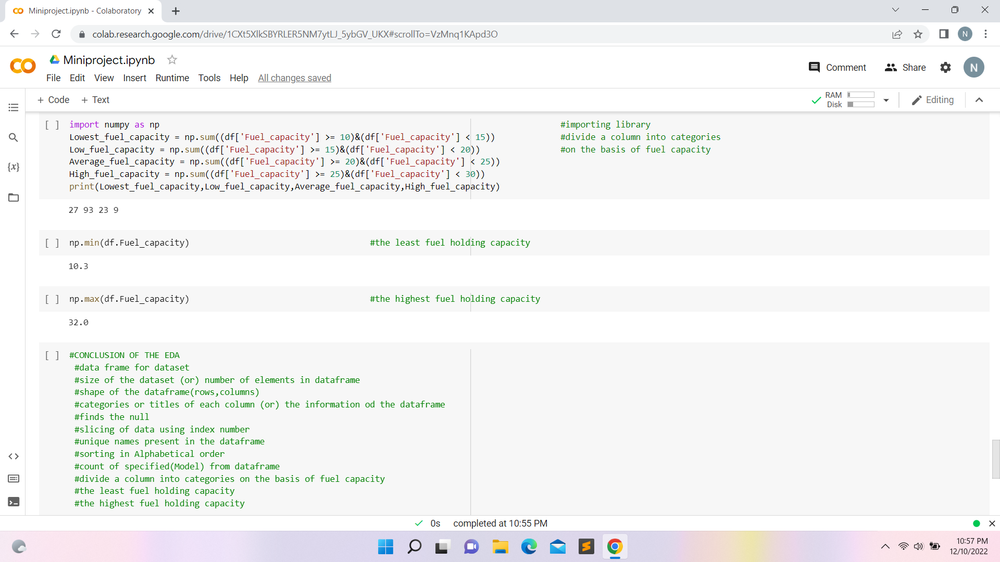 Miniproject.ipynb - Colaboratory
colab.research.google.com/drive/1CXt5XlkSBYRLER5NM7ytLJ_5ybGV_UKX#scrollTo=VzMnq1KApd3O
N
Miniproject.ipynb
Comment Share N
File Edit View Insert Runtime Tools Help All changes saved
+ Code + Text
RAM
Disk
Editing
[ ] import numpy as np #importing library
Lowest_fuel_capacity = np.sum((df['Fuel_capacity'] >= 10)&(df['Fuel_capacity'] < 15)) #divide a column into categories
Low_fuel_capacity = np.sum((df['Fuel_capacity'] >= 15)&(df['Fuel_capacity'] < 20)) #on the basis of fuel capacity
Average_fuel_capacity = np.sum((df['Fuel_capacity'] >= 20)&(df['Fuel_capacity'] < 25))
High_fuel_capacity = np.sum((df['Fuel_capacity'] >= 25)&(df['Fuel_capacity'] < 30))
print(Lowest_fuel_capacity,Low_fuel_capacity,Average_fuel_capacity,High_fuel_capacity)
27 93 23 9
[ ] np.min(df.Fuel_capacity) #the least fuel holding capacity
10.3
[ ] np.max(df.Fuel_capacity) #the highest fuel holding capacity
32.0
[ ] #CONCLUSION OF THE EDA
#data frame for dataset
#size of the dataset (or) number of elements in dataframe
#shape of the dataframe(rows,columns)
#categories or titles of each column (or) the information od the dataframe
#finds the null
#slicing of data using index number
#unique names present in the dataframe
#sorting in Alphabetical order
#count of specified(Model) from dataframe
#divide a column into categories on the basis of fuel capacity
#the least fuel holding capacity
#the highest fuel holding capacity
{x}
0s completed at 10:55 PM
10:57 PM
12/10/2022